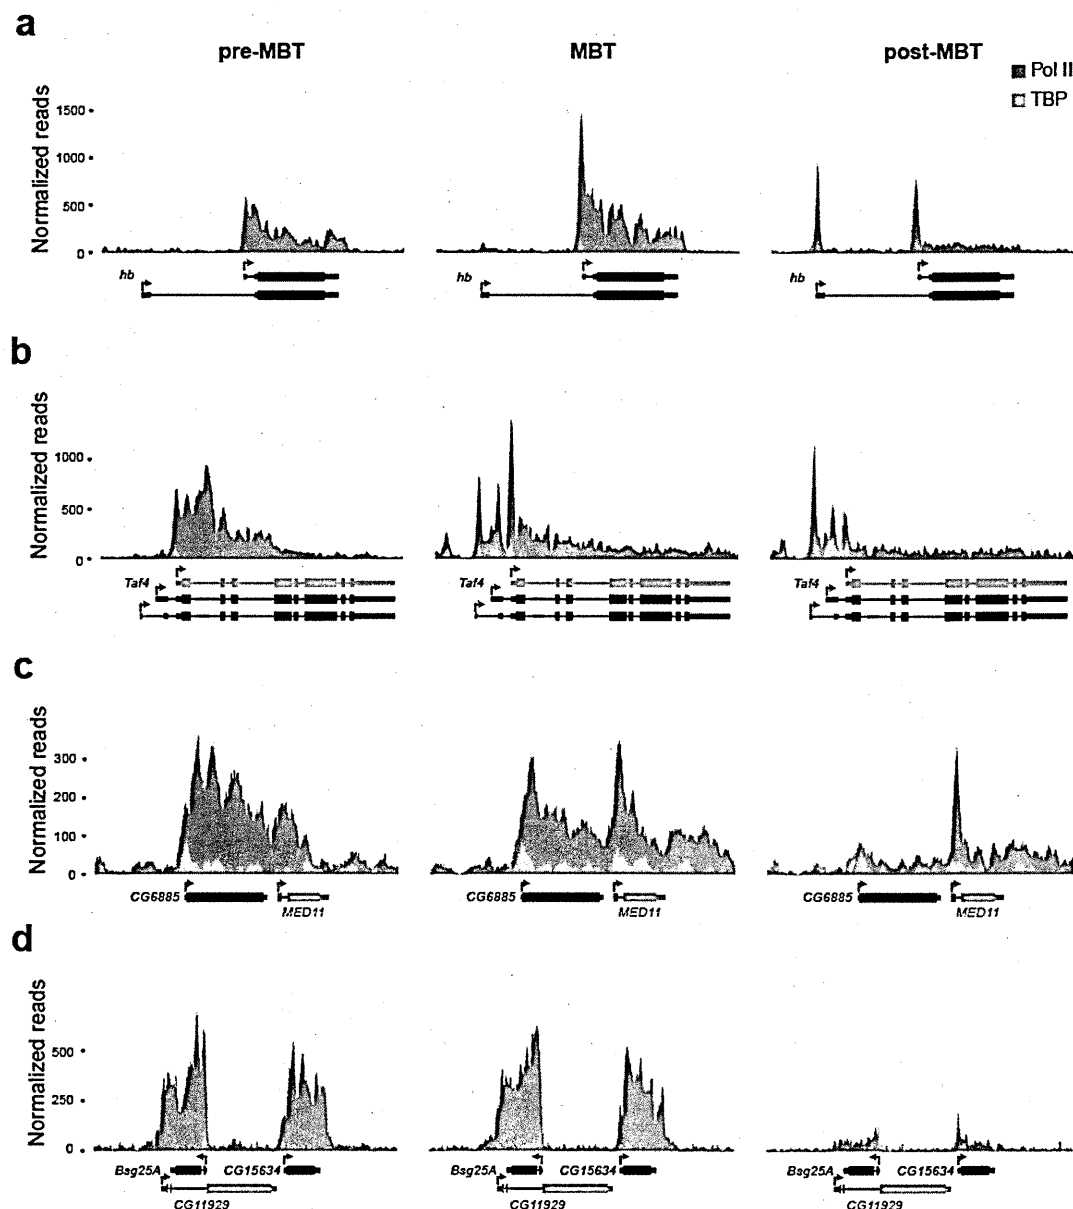 a
pre-MBT MBT post-MBT
Pol II
TBP
Normalized reads
1500
1000
500
0
hb hb hb
b
Normalized reads
1000
500
0
Taf4 Taf4 Taf4
c
Normalized reads
300
200
100
0
CG6885 CG6885 CG6885
MED11 MED11 MED11
d
Normalized reads
500
250
0
Bsg25A CG15634 Bsg25A CG15634 Bsg25A CG15634
CG11929 CG11929 CG11929